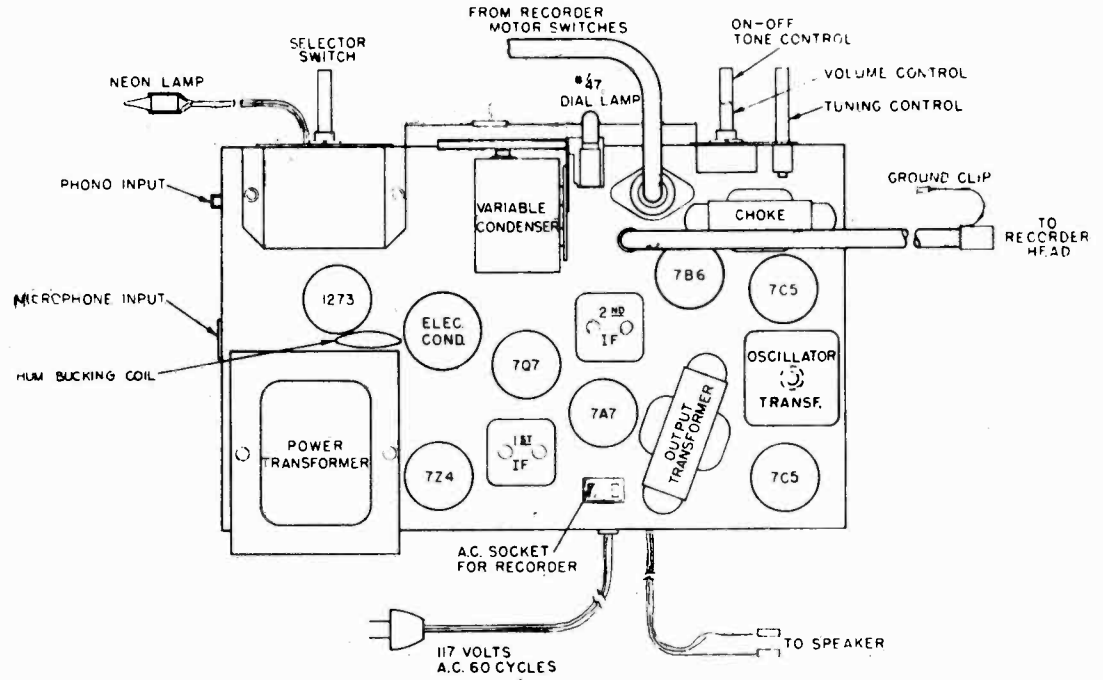 FROM RECORDER
MOTOR SWITCHES
ON-OFF
TONE CONTROL
SELECTOR
SWITCH
NEON LAMP
#47
DIAL LAMP
VOLUME CONTROL
TUNING CONTROL
PHONO INPUT
GROUND CLIP
VARIABLE
CONDENSER
CHOKE
TO
RECORDER
HEAD
7B6
7C5
1273
MICROPHONE INPUT
ELEC.
COND.
2ND
IF
OSCILLATOR
TRANSF.
7Q7
HUM BUCKING COIL
7A7
OUTPUT
TRANSFORMER
POWER
TRANSFORMER
1ST
IF
7Z4
7C5
A.C. SOCKET
FOR RECORDER
117 VOLTS
A.C. 60 CYCLES
TO SPEAKER